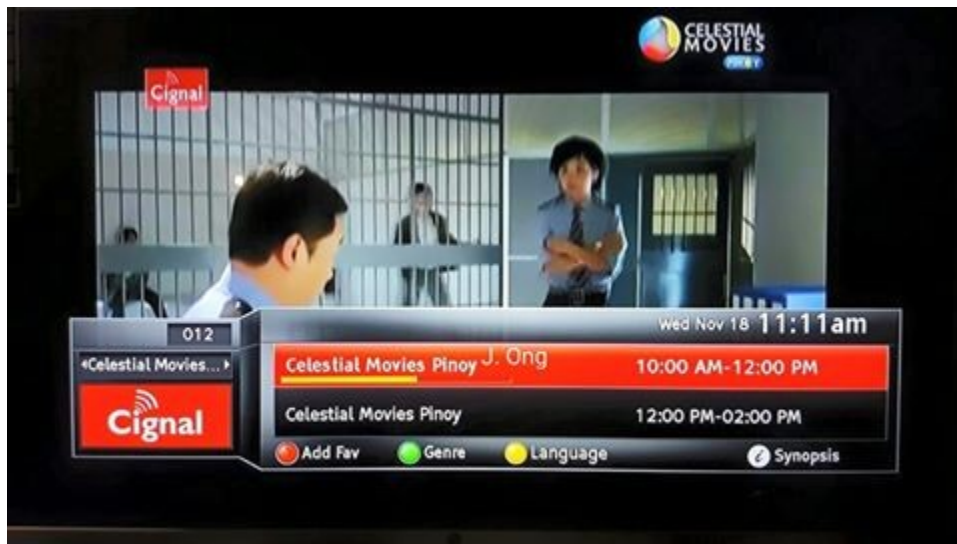 CELESTIAL
MOVIES
PINOY
Cignal
012
Wed Nov 18 11:11am
Celestial Movies...
Celestial Movies Pinoy J. Ong 10:00 AM-12:00 PM
Cignal
Celestial Movies Pinoy 12:00 PM-02:00 PM
Add Fav Genre Language i Synopsis